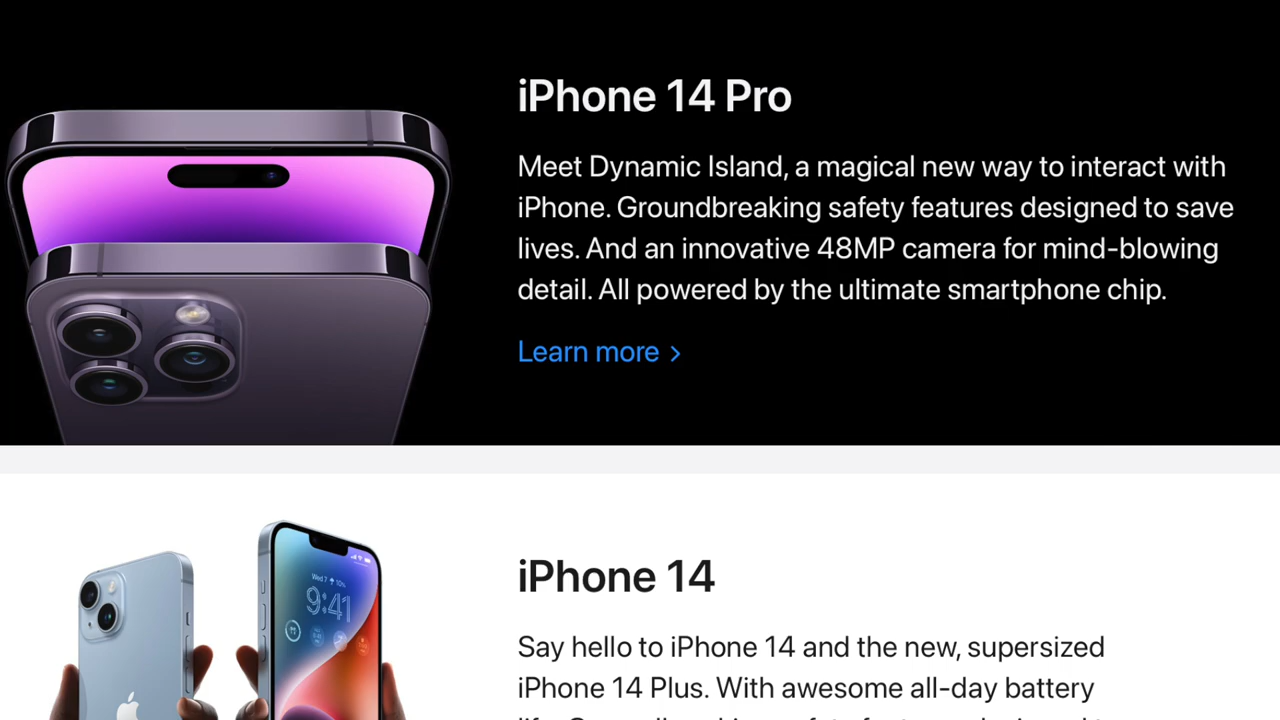 iPhone 14 Pro
Meet Dynamic Island, a magical new way to interact with
iPhone. Groundbreaking safety features designed to save
lives. And an innovative 48MP camera for mind-blowing
detail. All powered by the ultimate smartphone chip.
Learn more >
Wed 7 10%
9:41
iPhone 14
Say hello to iPhone 14 and the new, supersized
iPhone 14 Plus. With awesome all-day battery